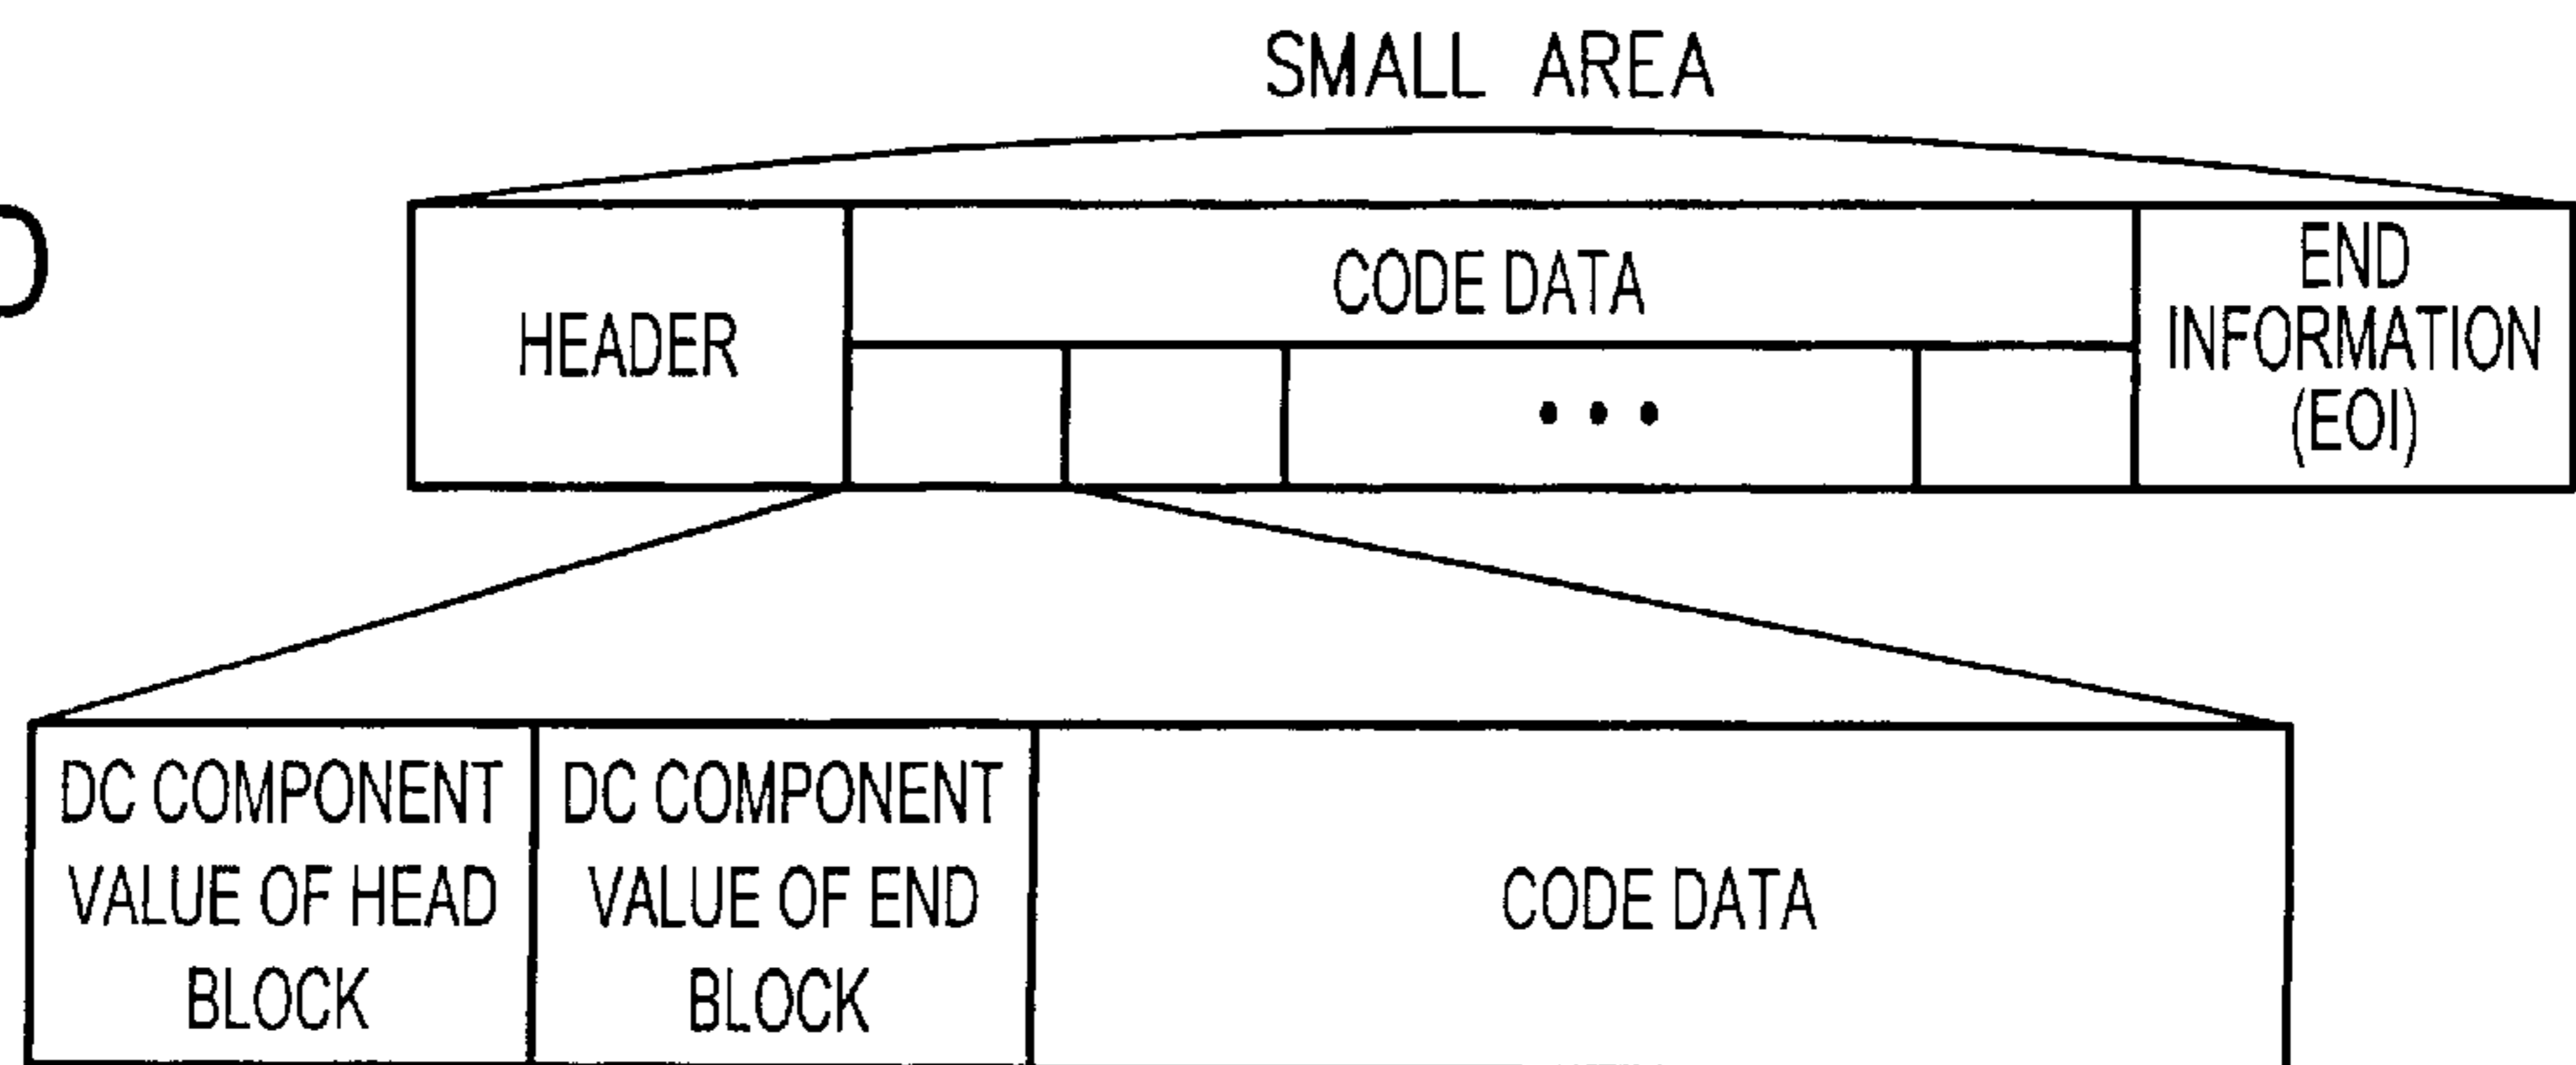 SMALL AREA
HEADER
CODE DATA
• • •
END
INFORMATION
(EOI)
DC COMPONENT
VALUE OF HEAD
BLOCK
DC COMPONENT
VALUE OF END
BLOCK
CODE DATA